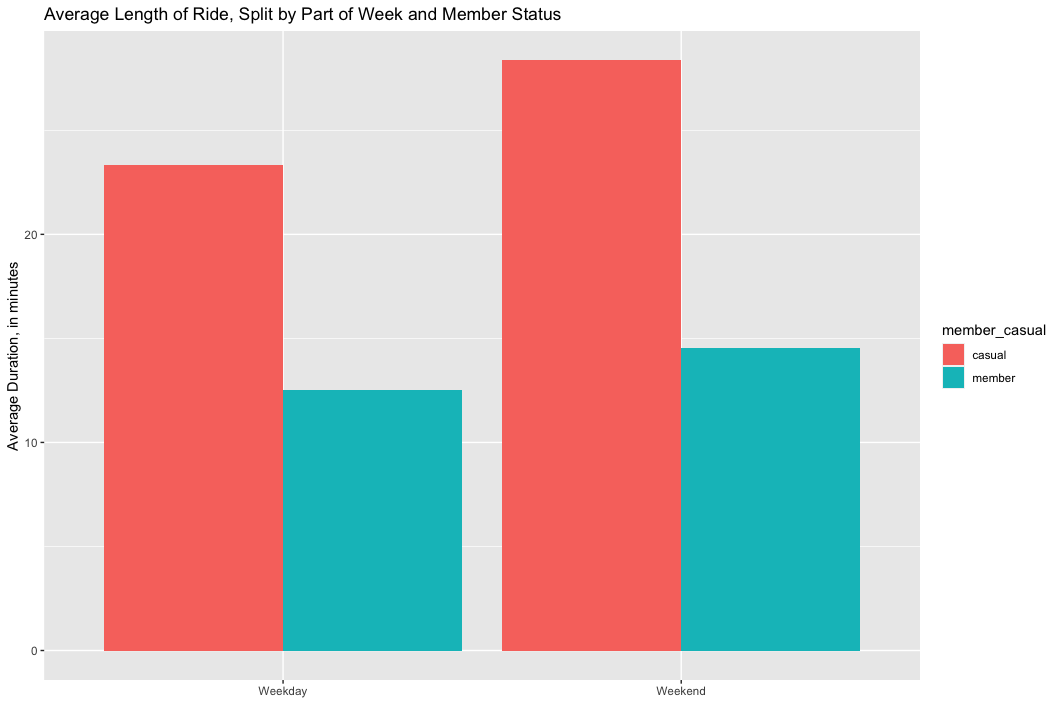 Average Length of Ride, Split by Part of Week and Member Status
Average Duration, in minutes
20
10
0
Weekday
Weekend
member_casual
casual
member